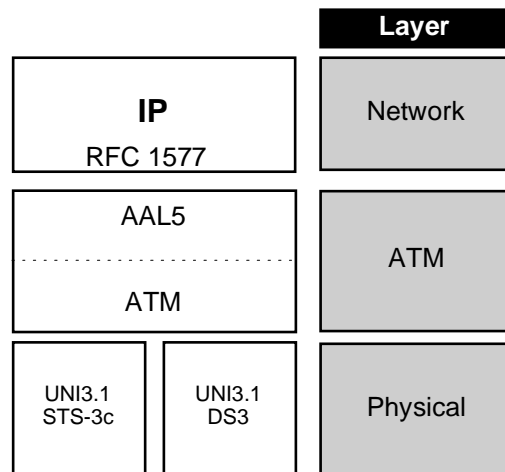 Layer
IP
RFC 1577
Network
AAL5
ATM
ATM
UNI3.1
STS-3c
UNI3.1
DS3
Physical